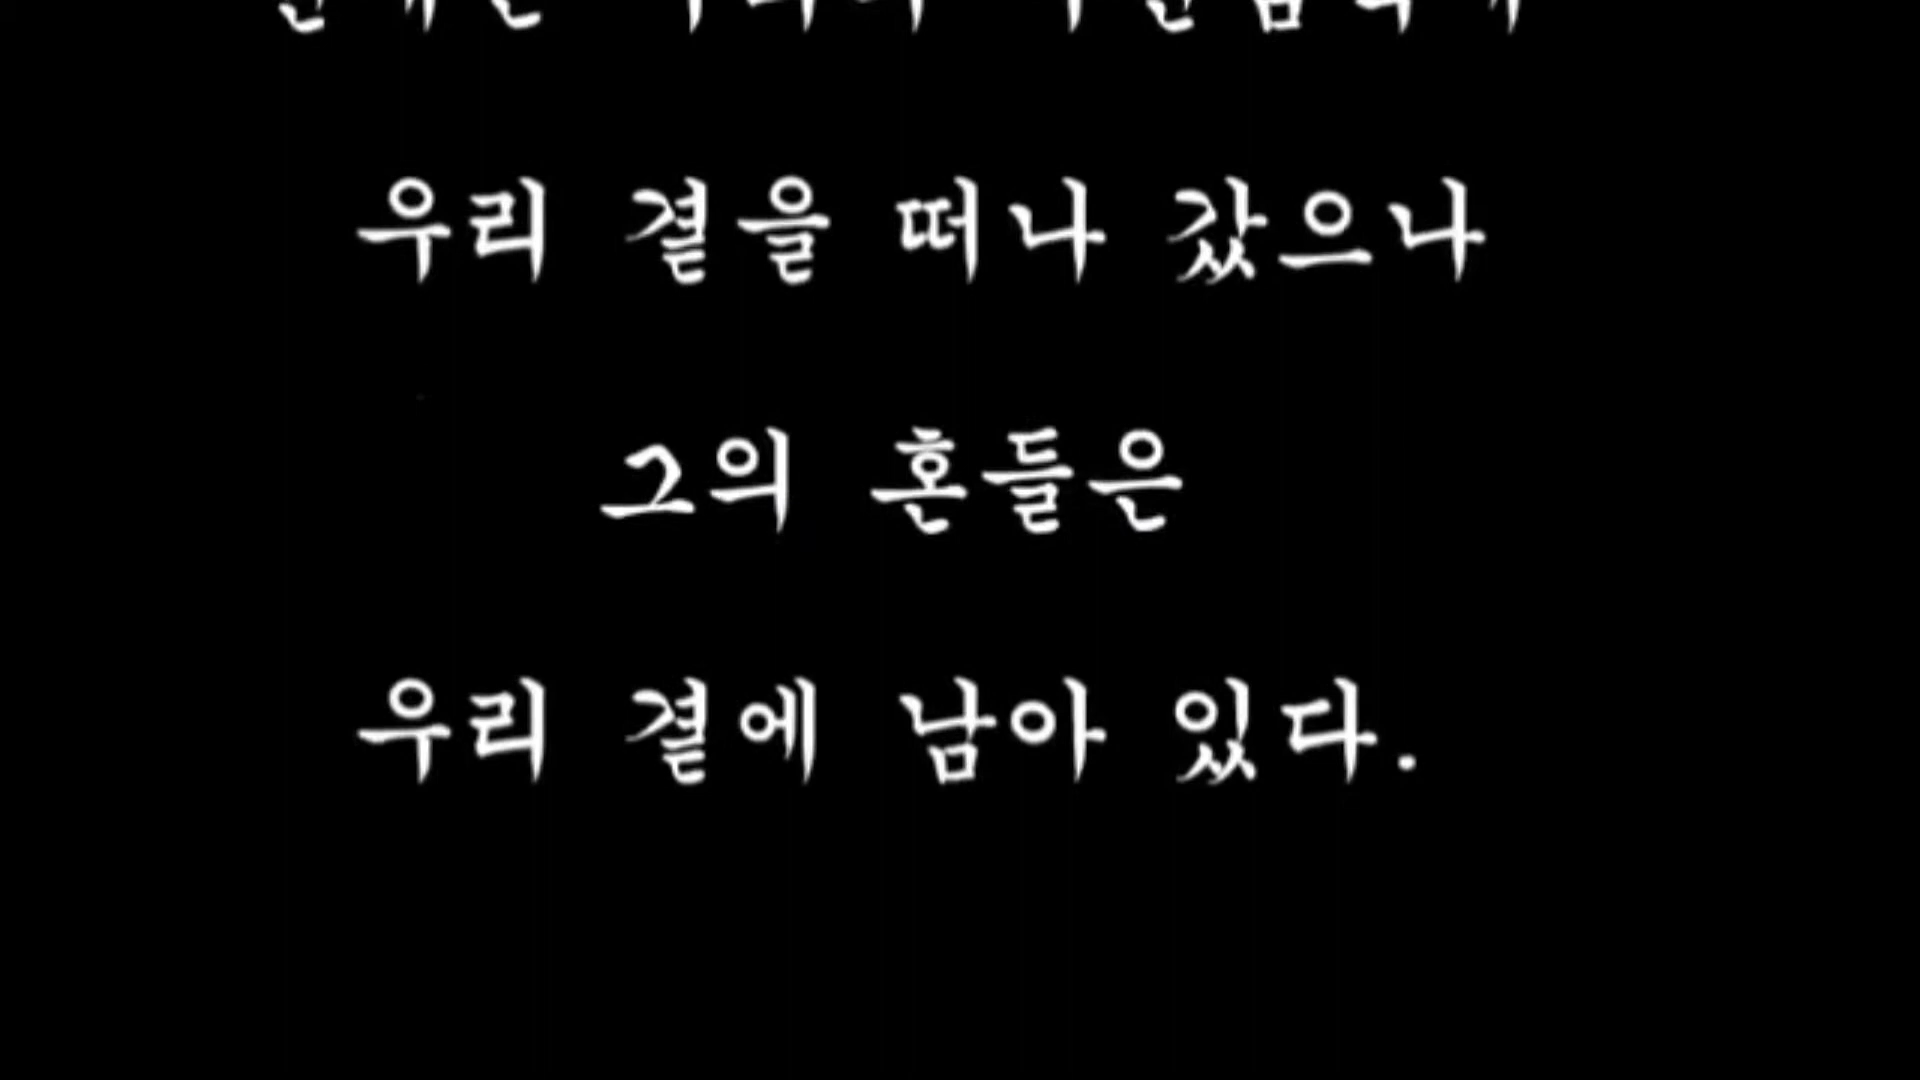 우리 곁을 떠나 갔으나
그의 혼들은
우리 곁에 남아 있다.